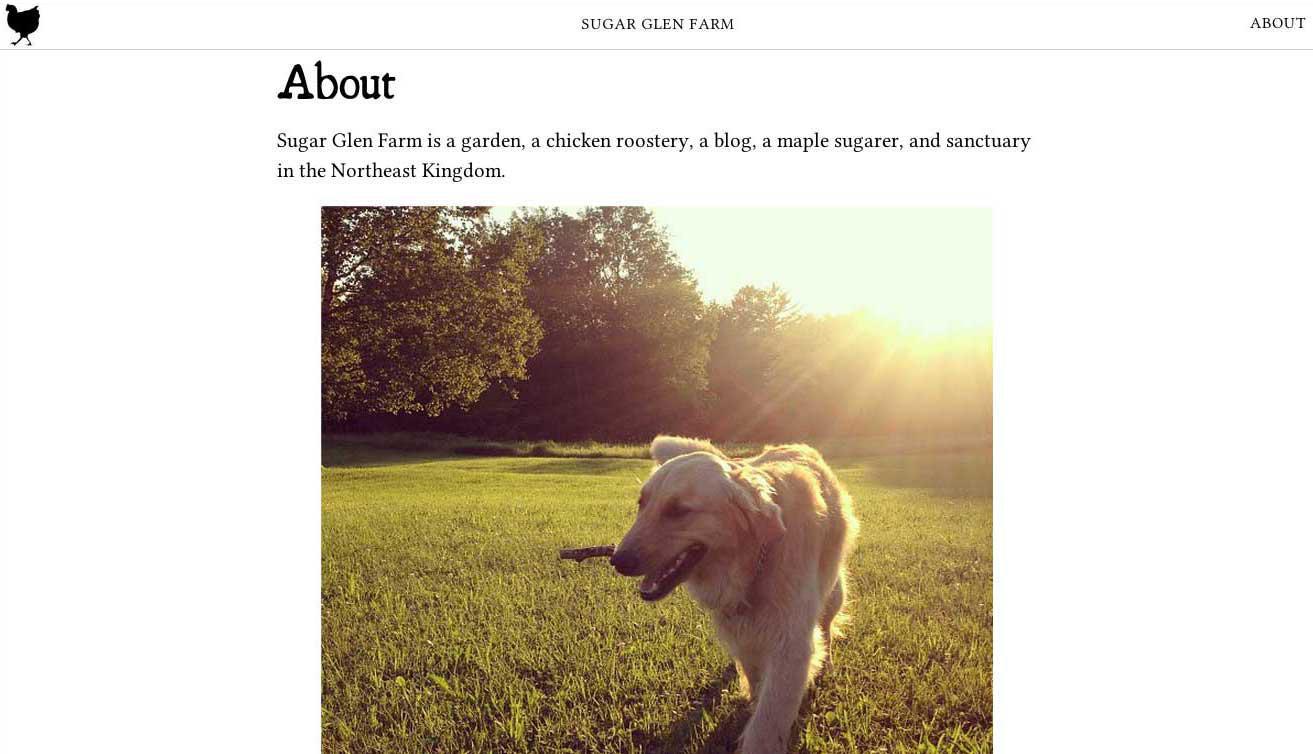 SUGAR GLEN FARM
ABOUT
About
Sugar Glen Farm is a garden, a chicken roostery, a blog, a maple sugarer, and sanctuary
in the Northeast Kingdom.